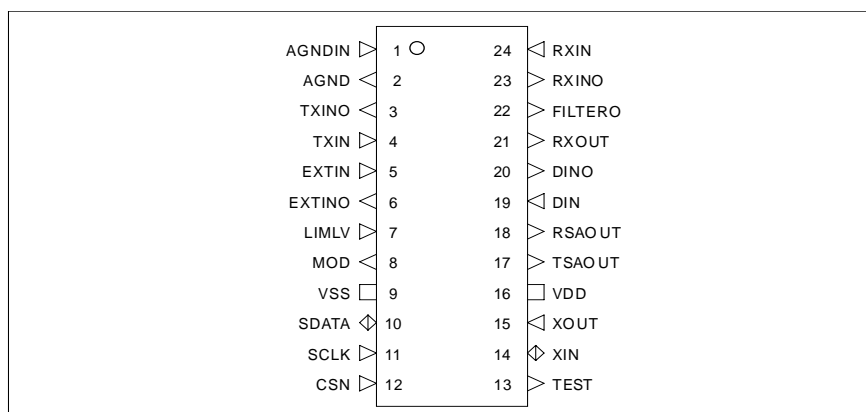 AGNDIN 1 24 RXIN
AGND 2 23 RXINO
TXINO 3 22 FILTERO
TXIN 4 21 RXOUT
EXTIN 5 20 DINO
EXTINO 6 19 DIN
LIMLV 7 18 RSAOUT
MOD 8 17 TSAOUT
VSS 9 16 VDD
SDATA 10 15 XOUT
SCLK 11 14 XIN
CSN 12 13 TEST